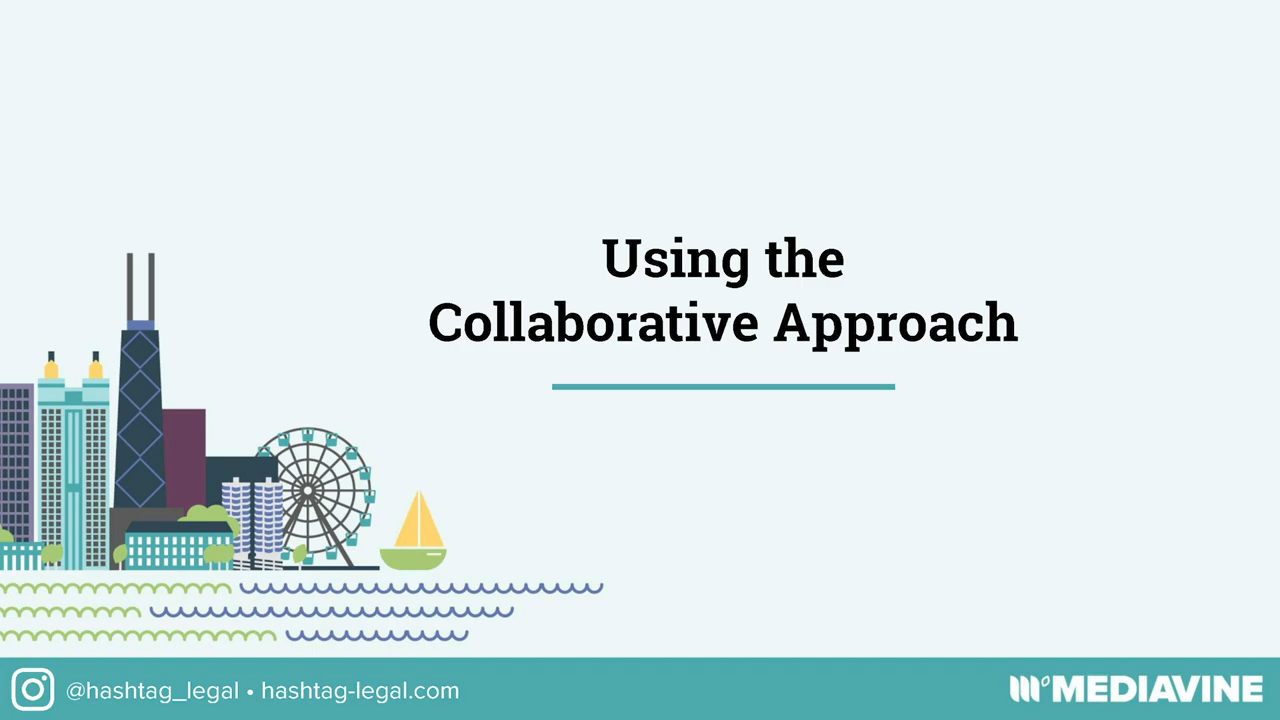 Using the
Collaborative Approach
@hashtag_legal • hashtag-legal.com
MEDIAVINE